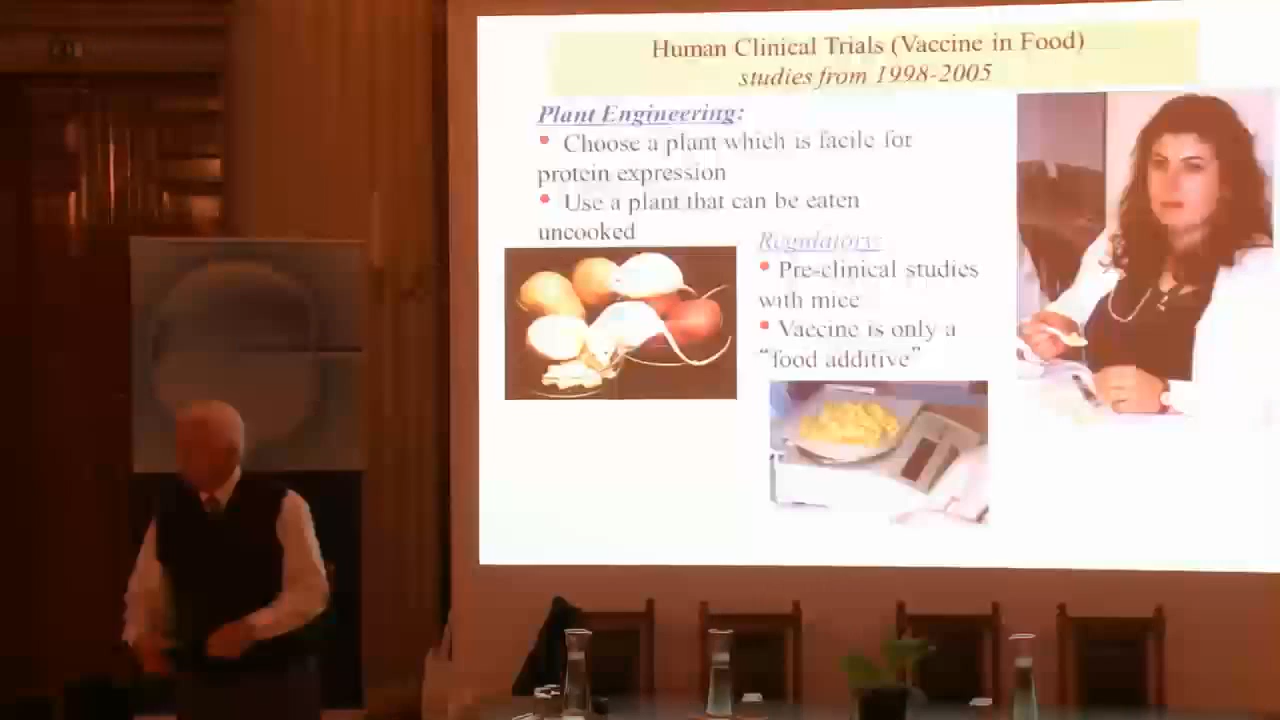 Human Clinical Trials (Vaccine in Food)
studies from 1998-2005
Plant Engineering:
• Choose a plant which is facile for
protein expression
• Use a plant that can be eaten
uncooked
Regulatory:
• Pre-clinical studies
with mice
• Vaccine is only a
“food additive”